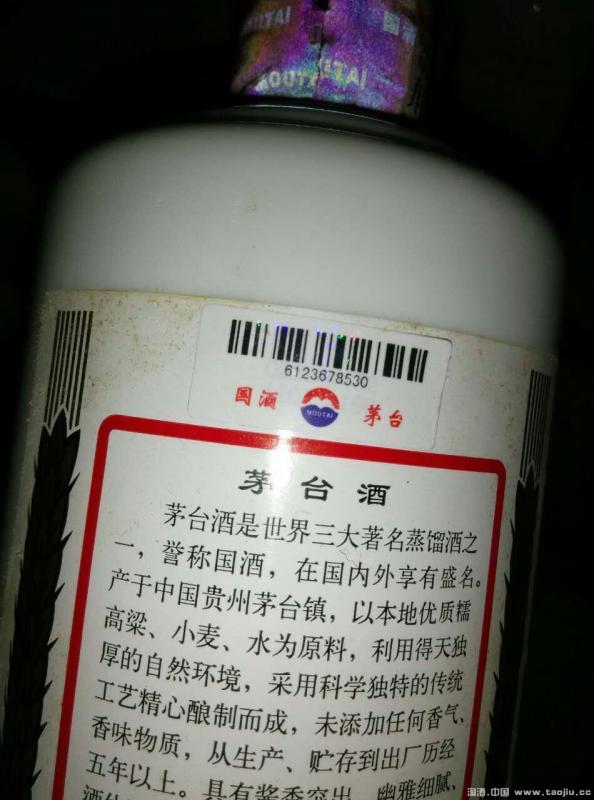 MOUTAI
国酒
UTAI
MOUTAI
6123678530
国酒 MOUTAI 茅台
茅台酒
茅台酒是世界三大著名蒸馏酒之
一，誉称国酒，在国内外享有盛名。
产于中国贵州茅台镇，以本地优质糯
高粱、小麦、水为原料，利用得天独
厚的自然环境，采用科学独特的传统
工艺精心酿制而成，未添加任何香气、
香味物质，从生产、贮存到出厂历经
五年以上。具有酱香突出、幽雅细腻、
淘酒.中国 www.taojiu.cc